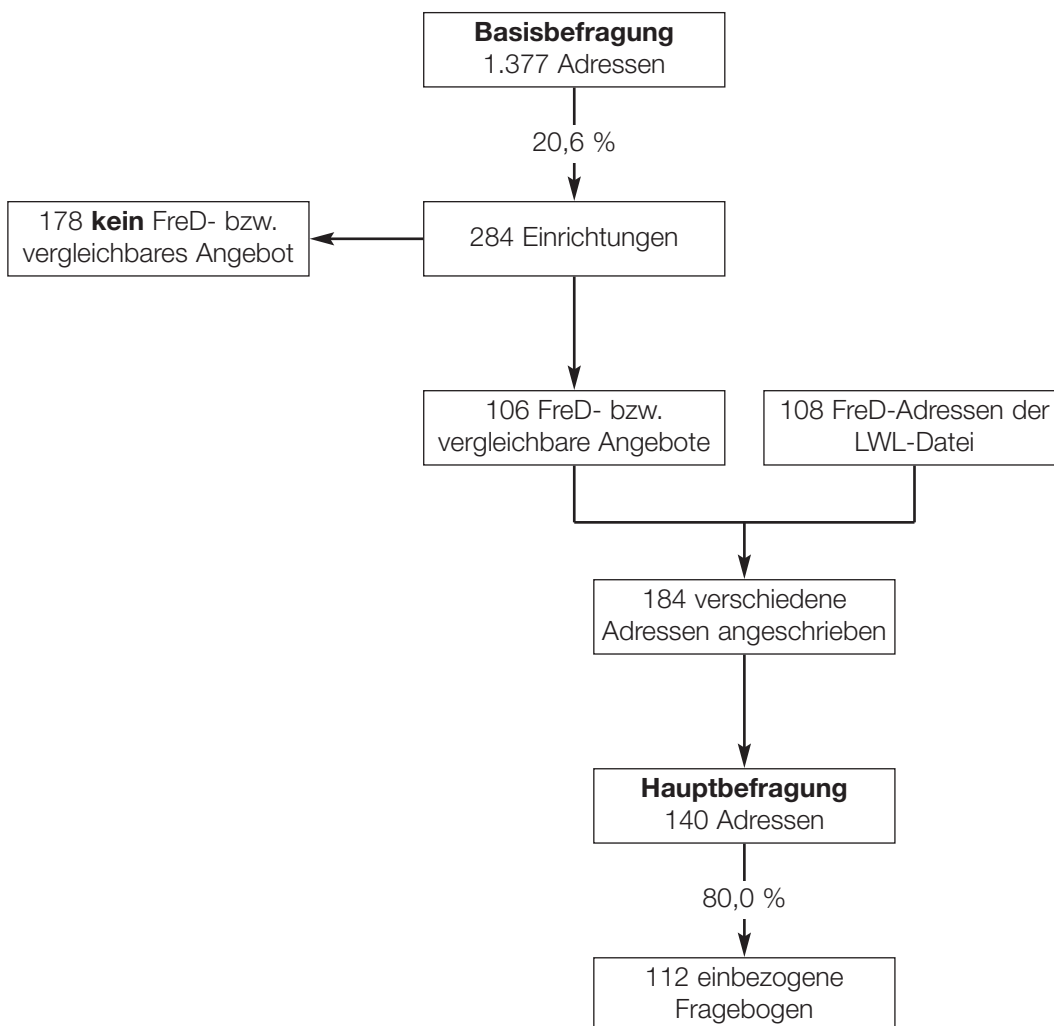 Basisbefragung
1.377 Adressen
20,6 %
178 kein FreD- bzw.
vergleichbares Angebot
284 Einrichtungen
106 FreD- bzw.
vergleichbare Angebote
108 FreD-Adressen der
LWL-Datei
184 verschiedene
Adressen angeschrieben
Hauptbefragung
140 Adressen
80,0 %
112 einbezogene
Fragebogen